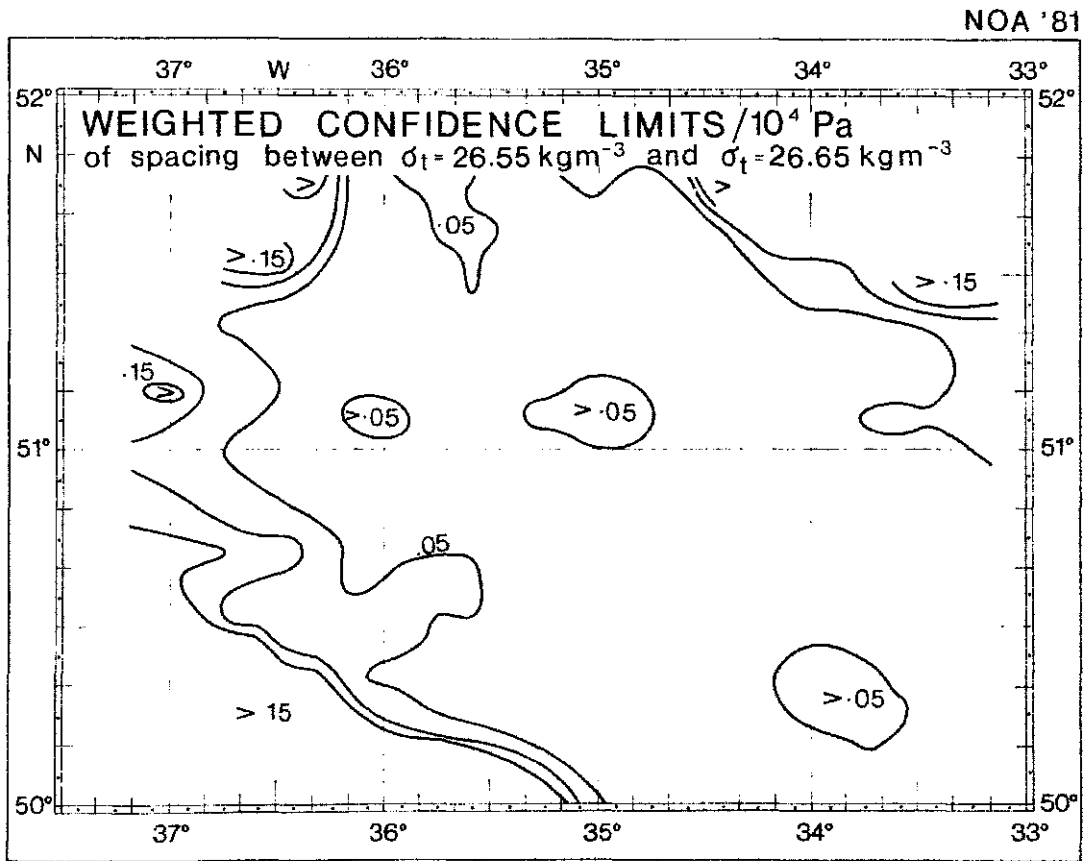 NOA '81
37° W 36° 35° 34° 33°
52° 52°
WEIGHTED CONFIDENCE LIMITS/10⁴ Pa
N of spacing between σt = 26.55 kgm⁻³ and σt = 26.65 kgm⁻³
> >
.05
> .15
> .15
.15
>
> .05 > .05
51° 51°
.05
> .05
> 15
50° 50°
37° 36° 35° 34° 33°